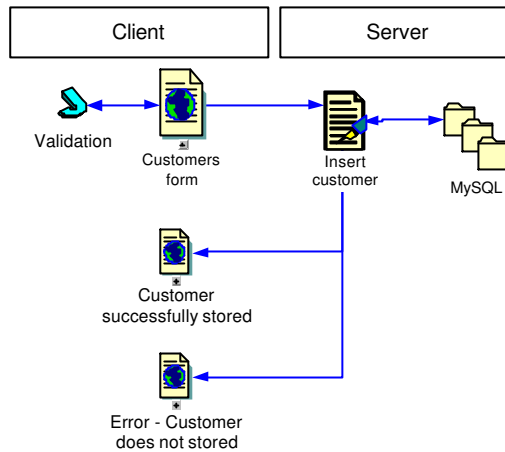 Client
Server
Validation
Customers
form
Insert
customer
MySQL
Customer
successfully stored
Error - Customer
does not stored